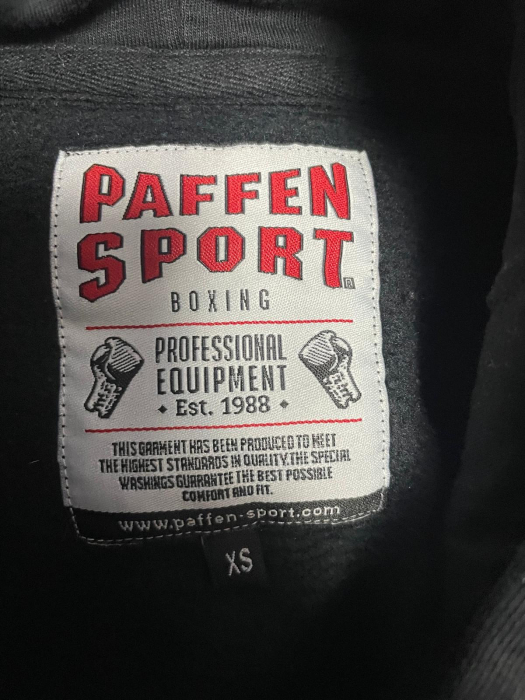 PAFFEN
SPORT®
BOXING
PROFESSIONAL
EQUIPMENT
Est. 1988
THIS GARMENT HAS BEEN PRODUCED TO MEET
THE HIGHEST STANDARDS IN QUALITY. THE SPECIAL
WASHINGS GUARANTEE THE BEST POSSIBLE
COMFORT AND FIT.
www.paffen-sport.com
XS